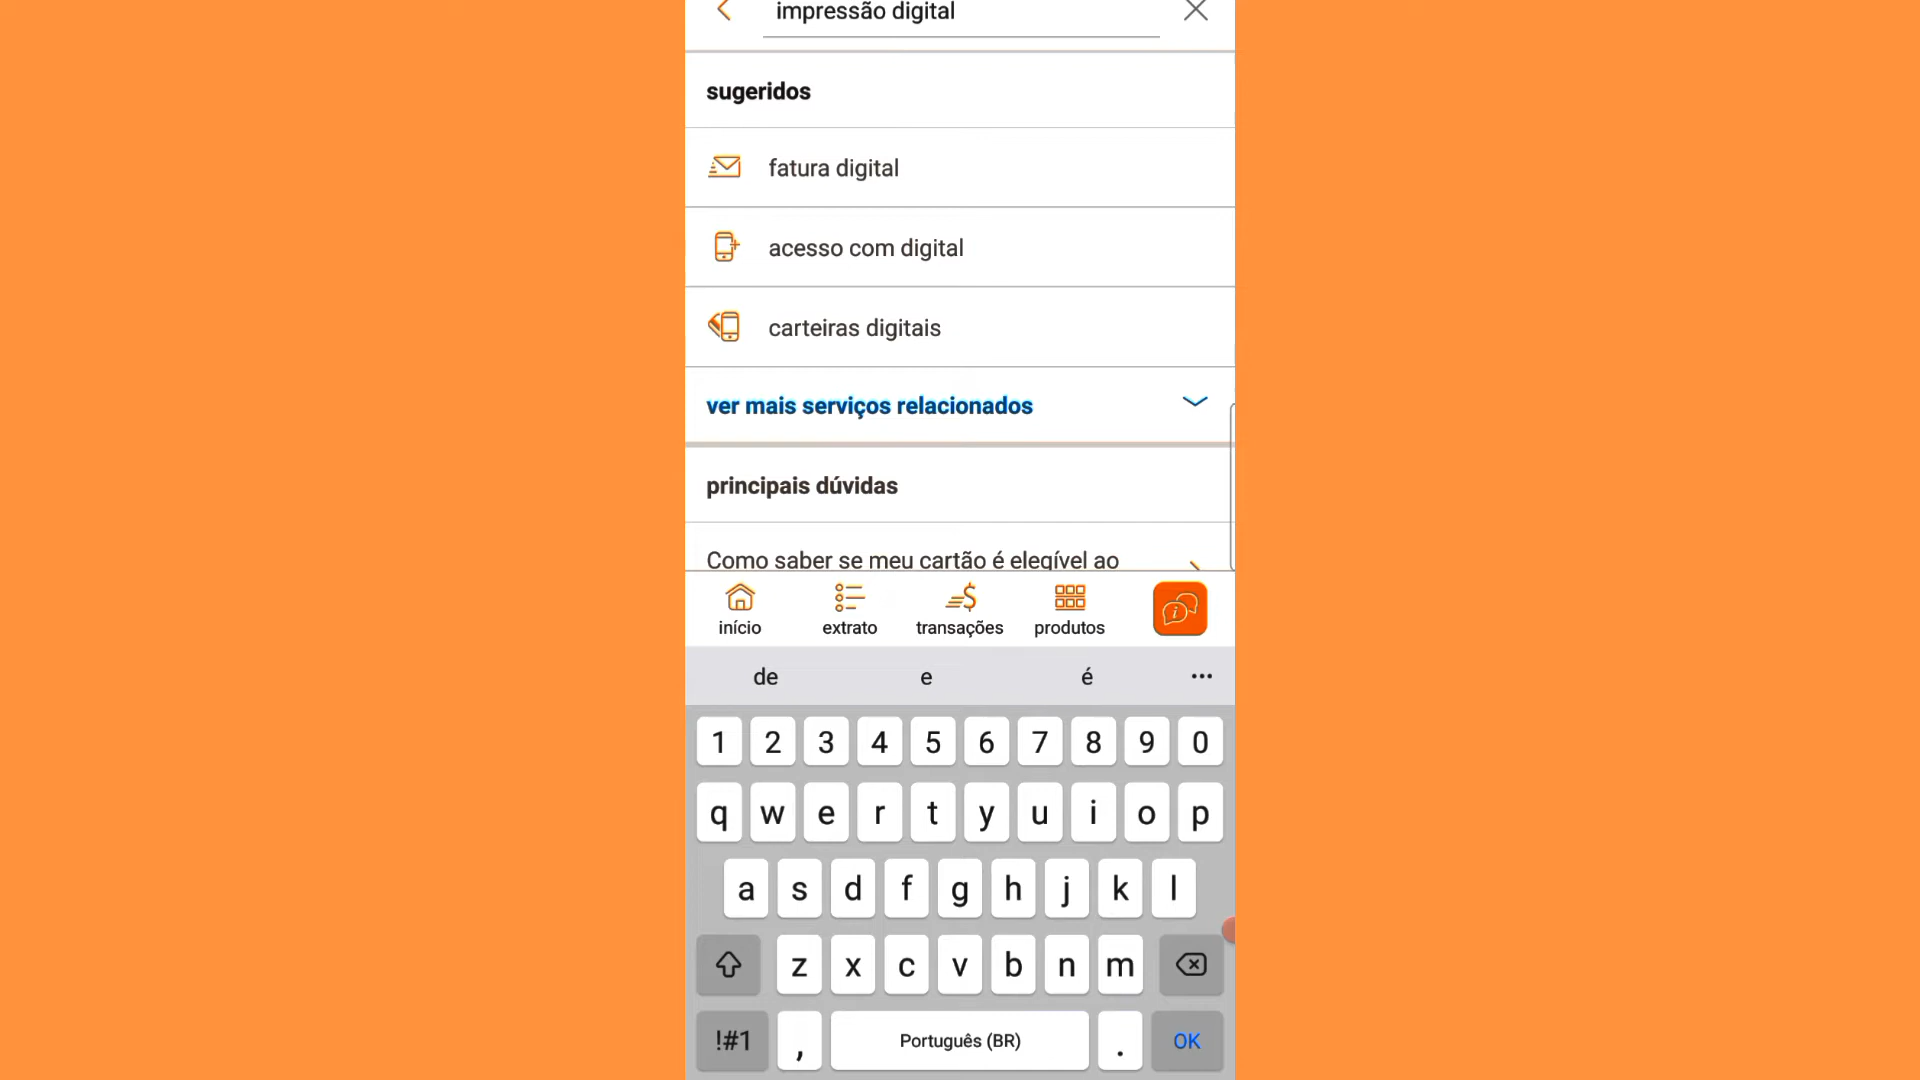 impressão digital
sugeridos
fatura digital
acesso com digital
carteiras digitais
ver mais serviços relacionados
principais dúvidas
Como saber se meu cartão é elegível ao
início extrato transações produtos
de e é ...
1 2 3 4 5 6 7 8 9 0
q w e r t y u i o p
a s d f g h j k l
z x c v b n m
!#1 , Português (BR) . OK